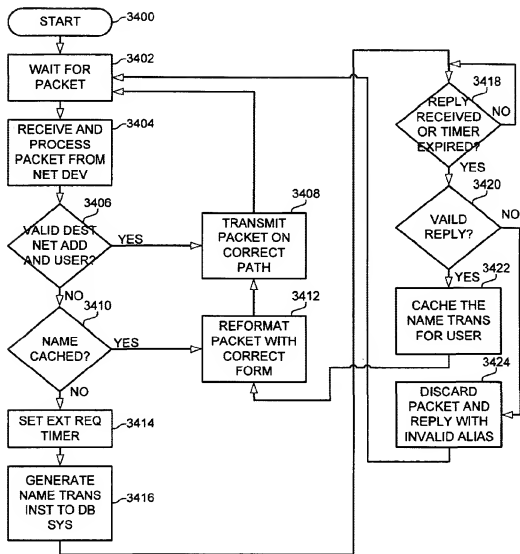 START
3400
WAIT FOR
PACKET
3402
RECEIVE AND
PROCESS
PACKET FROM
NET DEV
3404
VALID DEST
NET ADD
AND USER?
3406
YES
NO
TRANSMIT
PACKET ON
CORRECT
PATH
3408
NAME
CACHED?
3410
YES
NO
REFORMAT
PACKET WITH
CORRECT
FORM
3412
SET EXT REQ
TIMER
3414
GENERATE
NAME TRANS
INST TO DB
SYS
3416
REPLY
RECEIVED
OR TIMER
EXPIRED?
3418
NO
YES
VAILD
REPLY?
3420
NO
YES
CACHE THE
NAME TRANS
FOR USER
3422
DISCARD
PACKET AND
REPLY WITH
INVALID ALIAS
3424